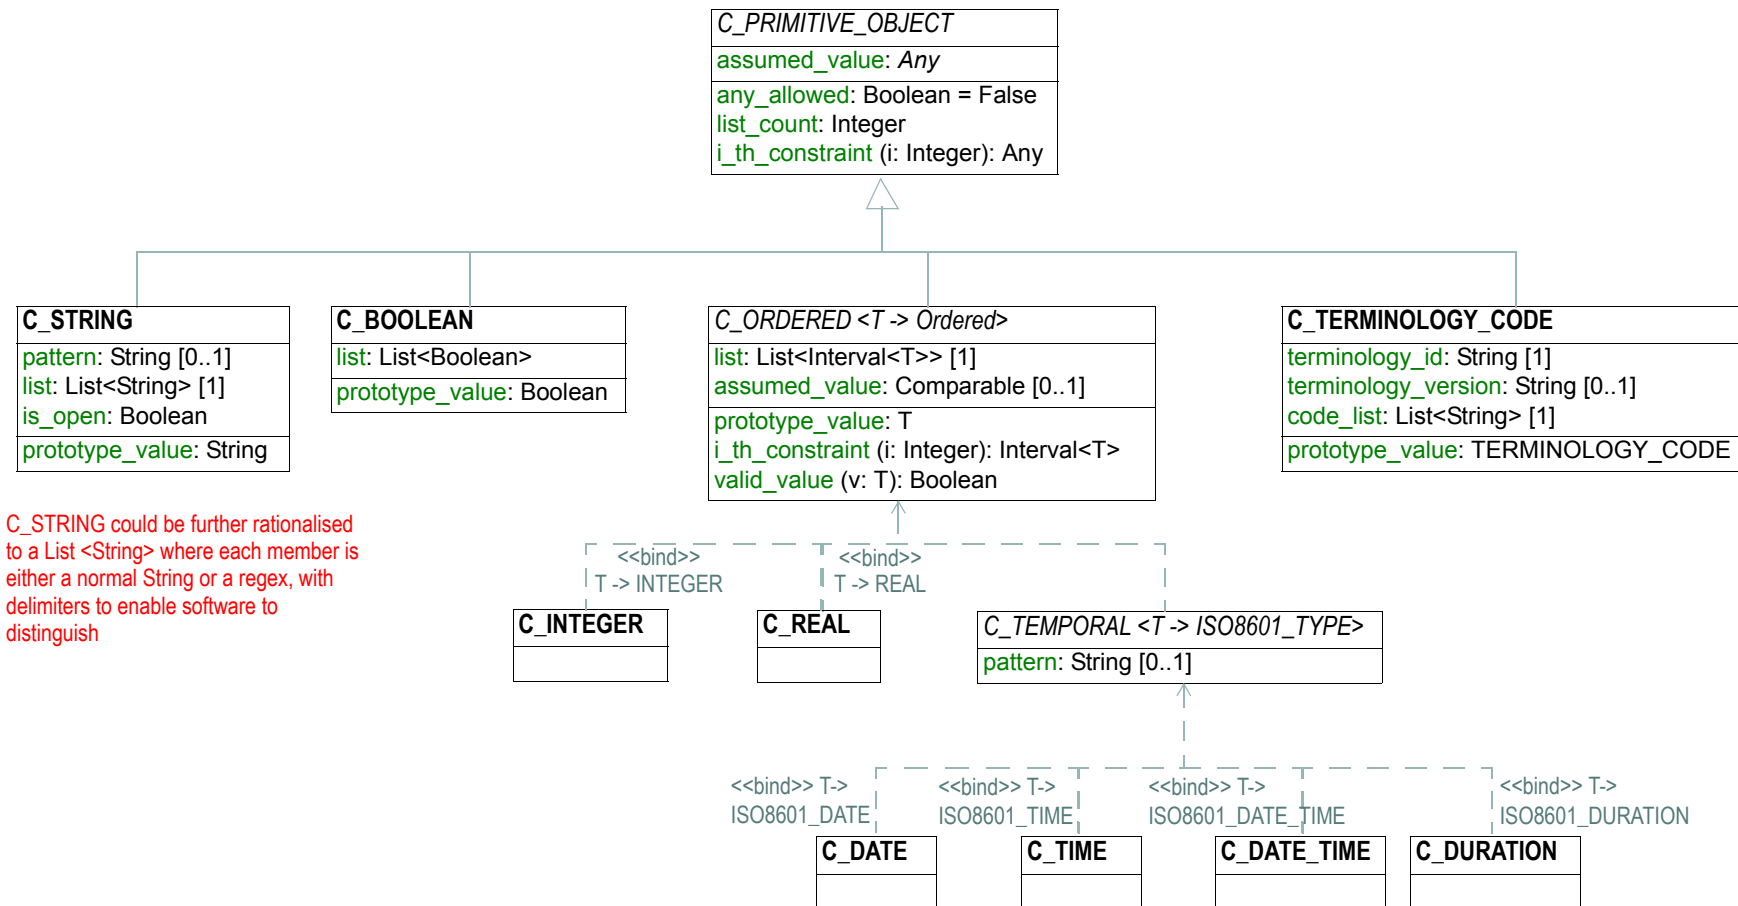 C_PRIMITIVE_OBJECT
assumed_value: Any
any_allowed: Boolean = False
list_count: Integer
i_th_constraint (i: Integer): Any
C_STRING
pattern: String [0..1]
list: List<String> [1]
is_open: Boolean
prototype_value: String
C_BOOLEAN
list: List<Boolean>
prototype_value: Boolean
C_ORDERED <T -> Ordered>
list: List<Interval<T>> [1]
assumed_value: Comparable [0..1]
prototype_value: T
i_th_constraint (i: Integer): Interval<T>
valid_value (v: T): Boolean
C_TERMINOLOGY_CODE
terminology_id: String [1]
terminology_version: String [0..1]
code_list: List<String> [1]
prototype_value: TERMINOLOGY_CODE
C_STRING could be further rationalised
to a List <String> where each member is
either a normal String or a regex, with
delimiters to enable software to
distinguish
<<bind>>
T -> INTEGER
<<bind>>
T -> REAL
C_INTEGER
C_REAL
C_TEMPORAL <T -> ISO8601_TYPE>
pattern: String [0..1]
<<bind>> T->
ISO8601_DATE
<<bind>> T->
ISO8601_TIME
<<bind>> T->
ISO8601_DATE_TIME
<<bind>> T->
ISO8601_DURATION
C_DATE
C_TIME
C_DATE_TIME
C_DURATION